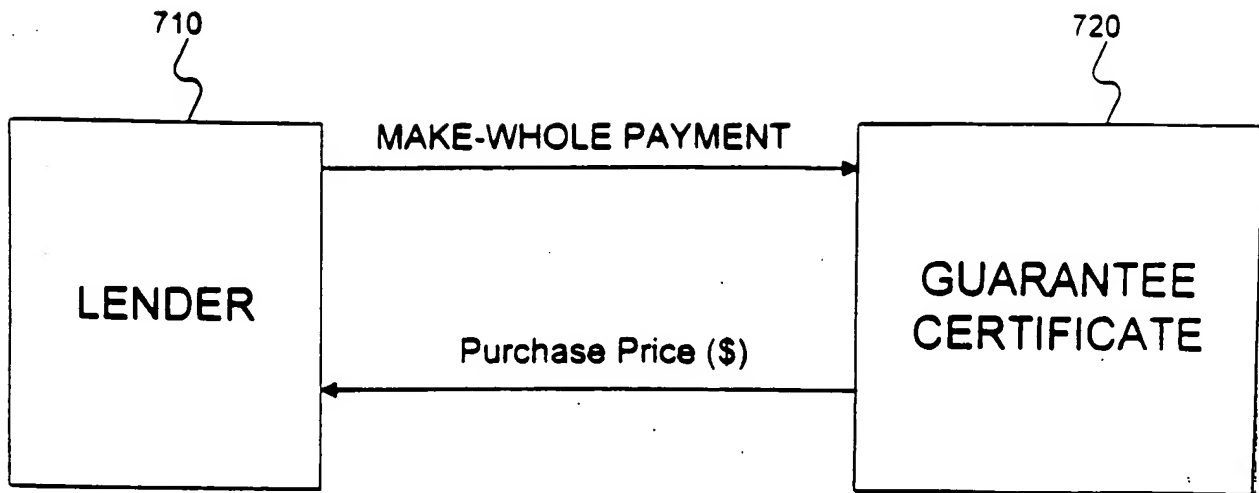 710
720
MAKE-WHOLE PAYMENT
LENDER
GUARANTEE
CERTIFICATE
Purchase Price ($)